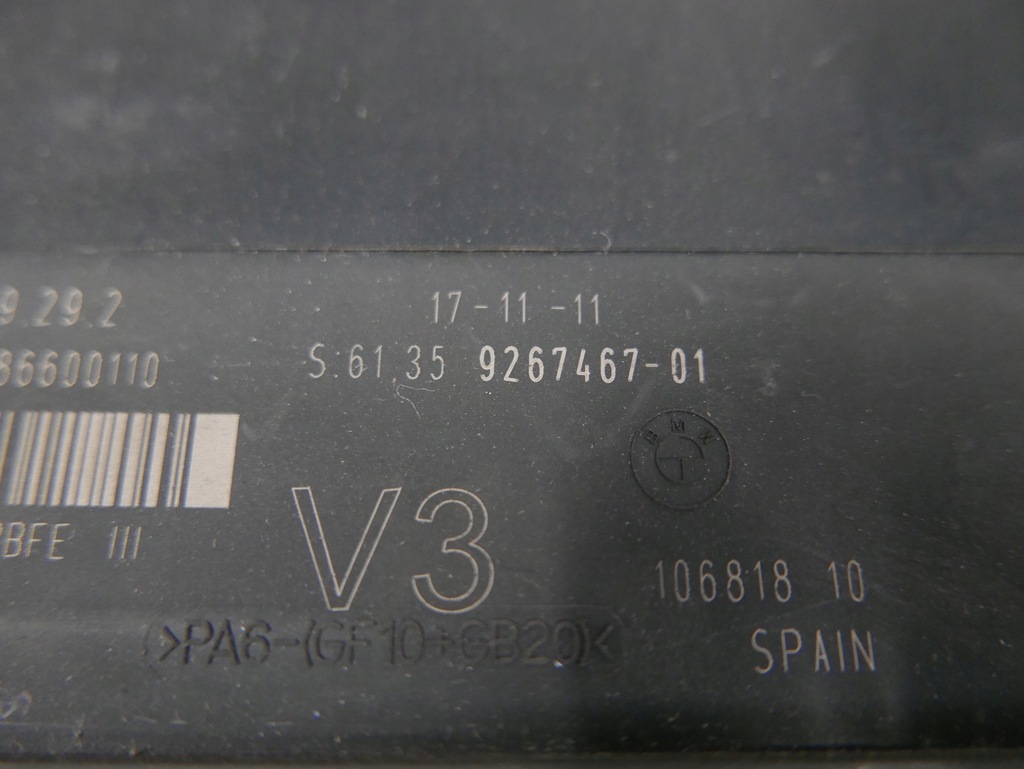 9.29.2
17-11-11
86600110
S:61.35 9267467-01
BMW
V3
BFE III
106818 10
>PA6-(GF10+GB20)<
SPAIN